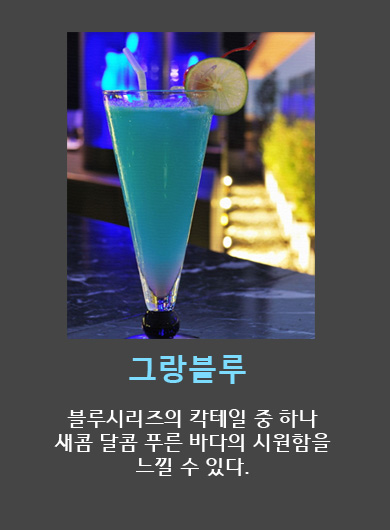 그랑블루
블루시리즈의 칵테일 중 하나
새콤 달콤 푸른 바다의 시원함을
느낄 수 있다.